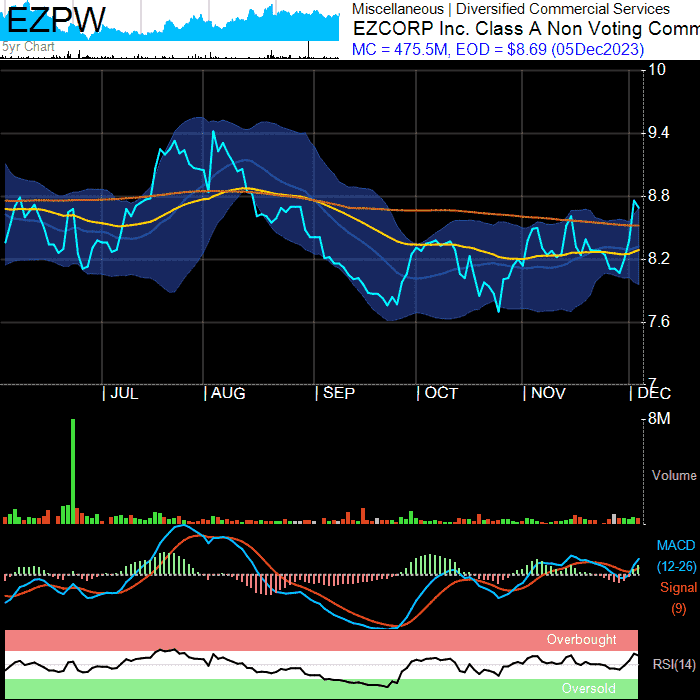 EZPW
5yr Chart
Miscellaneous | Diversified Commercial Services
EZCORP Inc. Class A Non Voting Comm
MC = 475.5M, EOD = $8.69 (05Dec2023)
10
9.4
8.8
8.2
7.6
7
| JUL | AUG | SEP | OCT | NOV | DEC
8M
Volume
MACD
(12-26)
Signal
(9)
Overbought
RSI(14)
Oversold